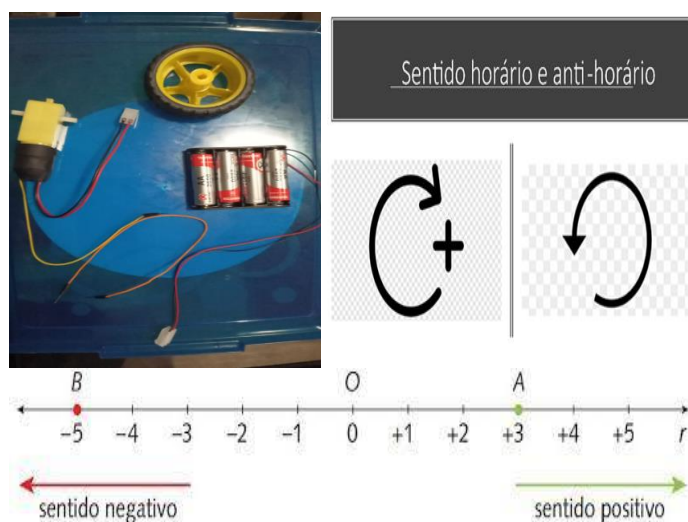 Sentido horário e anti-horário
+
B O A
–5 –4 –3 –2 –1 0 +1 +2 +3 +4 +5 r
sentido negativo sentido positivo